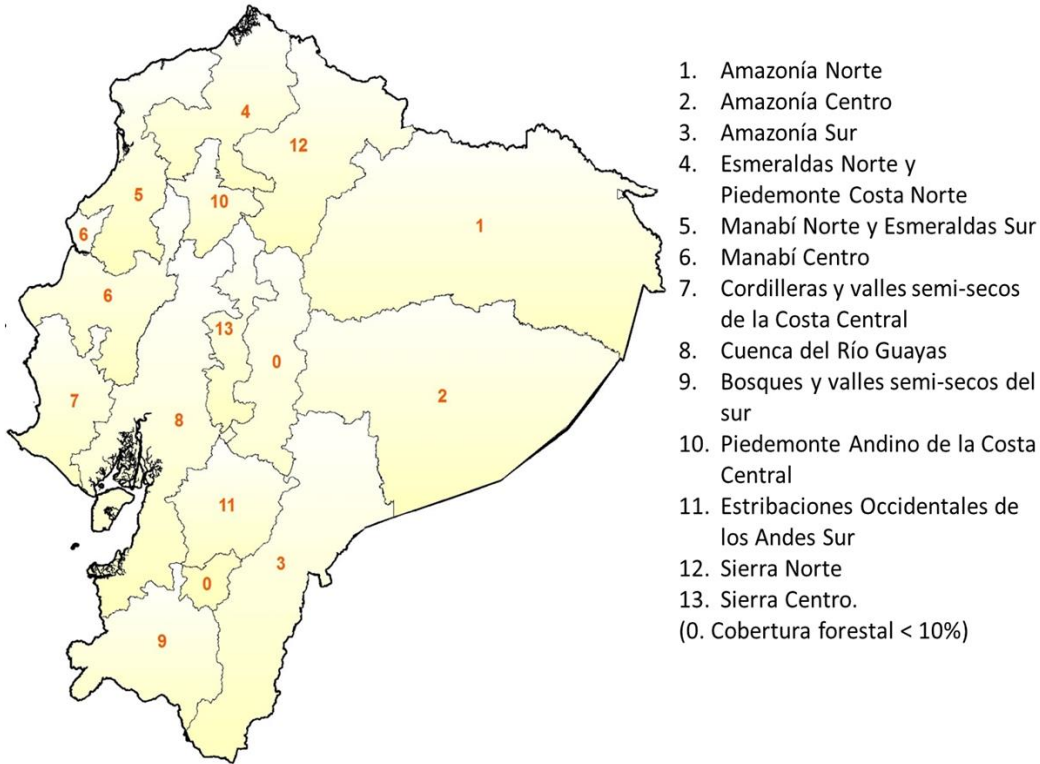 4
12
5
10
6
1
6
13
0
2
7
8
11
3
0
9
1. Amazonía Norte
2. Amazonía Centro
3. Amazonía Sur
4. Esmeraldas Norte y
Piedemonte Costa Norte
5. Manabí Norte y Esmeraldas Sur
6. Manabí Centro
7. Cordilleras y valles semi-secos
de la Costa Central
8. Cuenca del Río Guayas
9. Bosques y valles semi-secos del
sur
10. Piedemonte Andino de la Costa
Central
11. Estribaciones Occidentales de
los Andes Sur
12. Sierra Norte
13. Sierra Centro.
(0. Cobertura forestal < 10%)